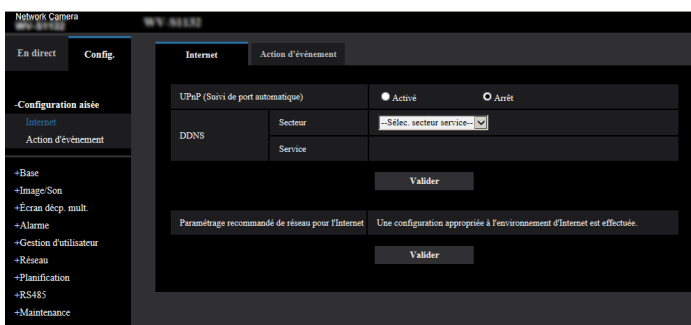 Network Camera
WV-S1132
En direct
Config.
Internet
Action d'événement
-Configuration aisée
Internet
Action d'événement
+Base
+Image/Son
+Écran décp. mult.
+Alarme
+Gestion d'utilisateur
+Réseau
+Planification
+RS485
+Maintenance
UPnP (Suivi de port automatique)
Activé
Arrêt
DDNS
Secteur
--Sélec. secteur service--
Service
Valider
Paramétrage recommandé de réseau pour l'Internet
Une configuration appropriée à l'environnement d'Internet est effectuée.
Valider